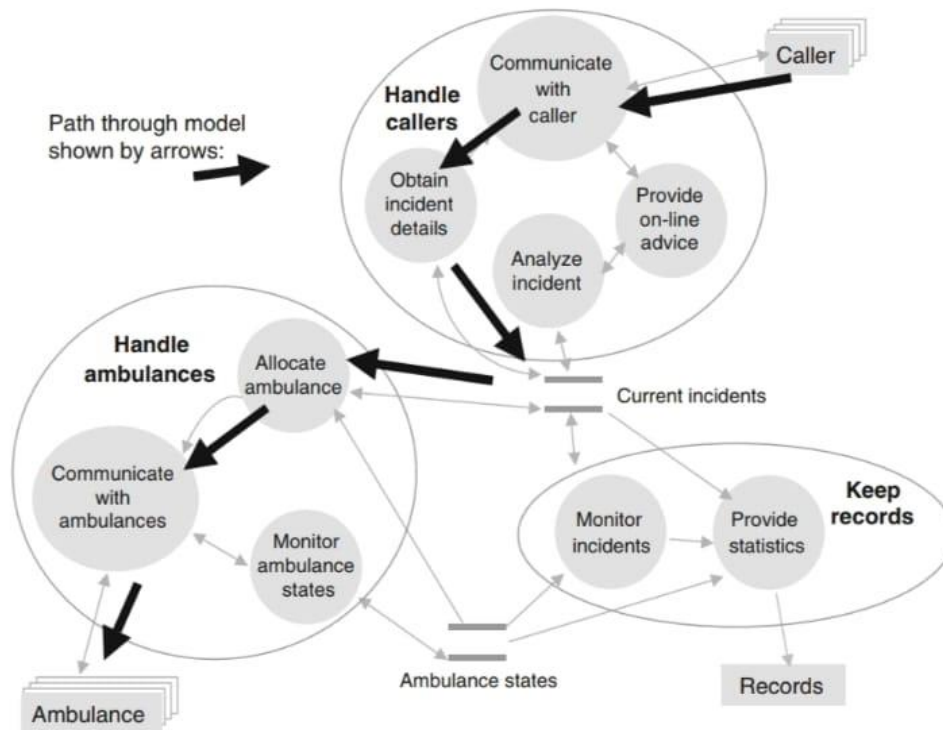 Caller
Communicate
with
caller
Handle
callers
Path through model
shown by arrows:
Obtain
incident
details
Provide
on-line
advice
Analyze
incident
Handle
ambulances
Allocate
ambulance
Current incidents
Communicate
with
ambulances
Monitor
ambulance
states
Keep
records
Monitor
incidents
Provide
statistics
Ambulance states
Records
Ambulance